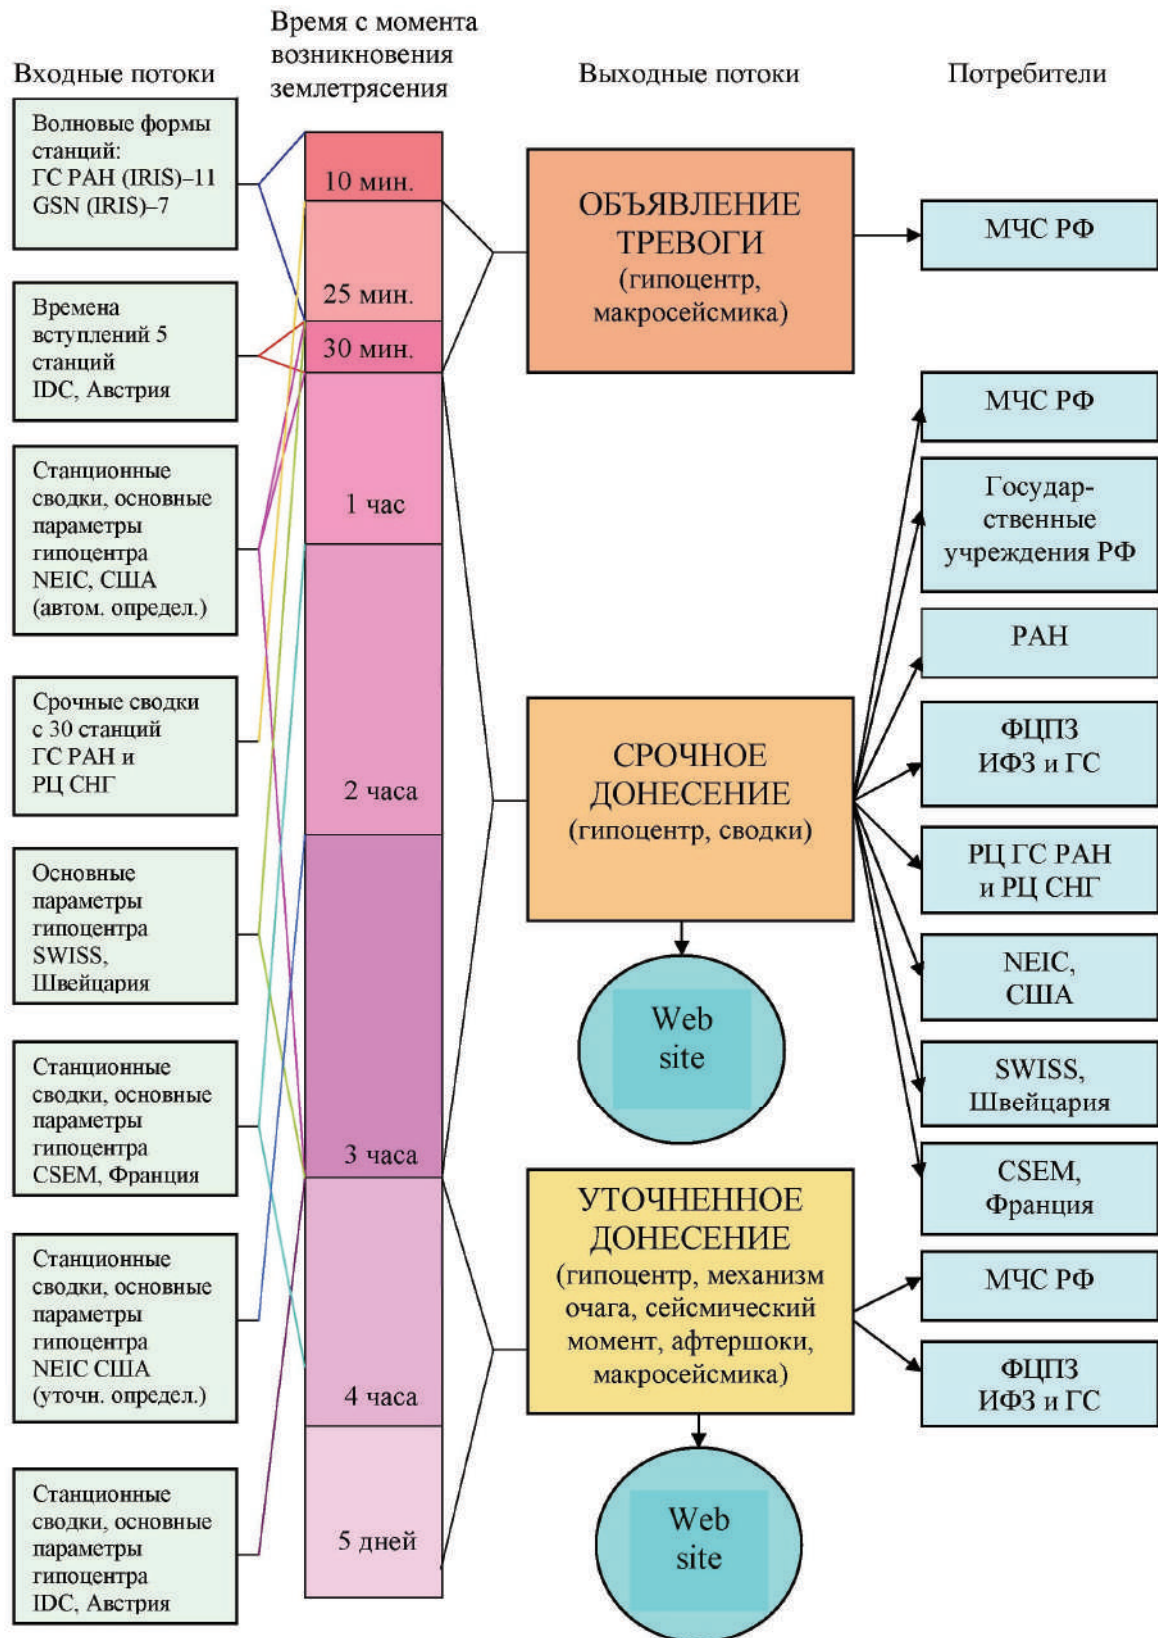 Время с момента
возникновения
землетрясения
Входные потоки
Выходные потоки
Потребители
Волновые формы
станций:
ГС РАН (IRIS)–11
GSN (IRIS)–7
Времена
вступлений 5
станций
IDC, Австрия
Станционные
сводки, основные
параметры
гипоцентра
NEIC, США
(автом. определ.)
Срочные сводки
с 30 станций
ГС РАН и
РЦ СНГ
Основные
параметры
гипоцентра
SWISS,
Швейцария
Станционные
сводки, основные
параметры
гипоцентра
CSEM, Франция
Станционные
сводки, основные
параметры
гипоцентра
NEIC США
(уточн. определ.)
Станционные
сводки, основные
параметры
гипоцентра
IDC, Австрия
10 мин.
25 мин.
30 мин.
1 час
2 часа
3 часа
4 часа
5 дней
ОБЪЯВЛЕНИЕ
ТРЕВОГИ
(гипоцентр,
макросейсмика)
СРОЧНОЕ
ДОНЕСЕНИЕ
(гипоцентр, сводки)
Web
site
УТОЧНЕННОЕ
ДОНЕСЕНИЕ
(гипоцентр, механизм
очага, сейсмический
момент, афтершоки,
макросейсмика)
Web
site
МЧС РФ
МЧС РФ
Государ-
ственные
учреждения РФ
РАН
ФЦПЗ
ИФЗ и ГС
РЦ ГС РАН
и РЦ СНГ
NEIC,
США
SWISS,
Швейцария
CSEM,
Франция
МЧС РФ
ФЦПЗ
ИФЗ и ГС